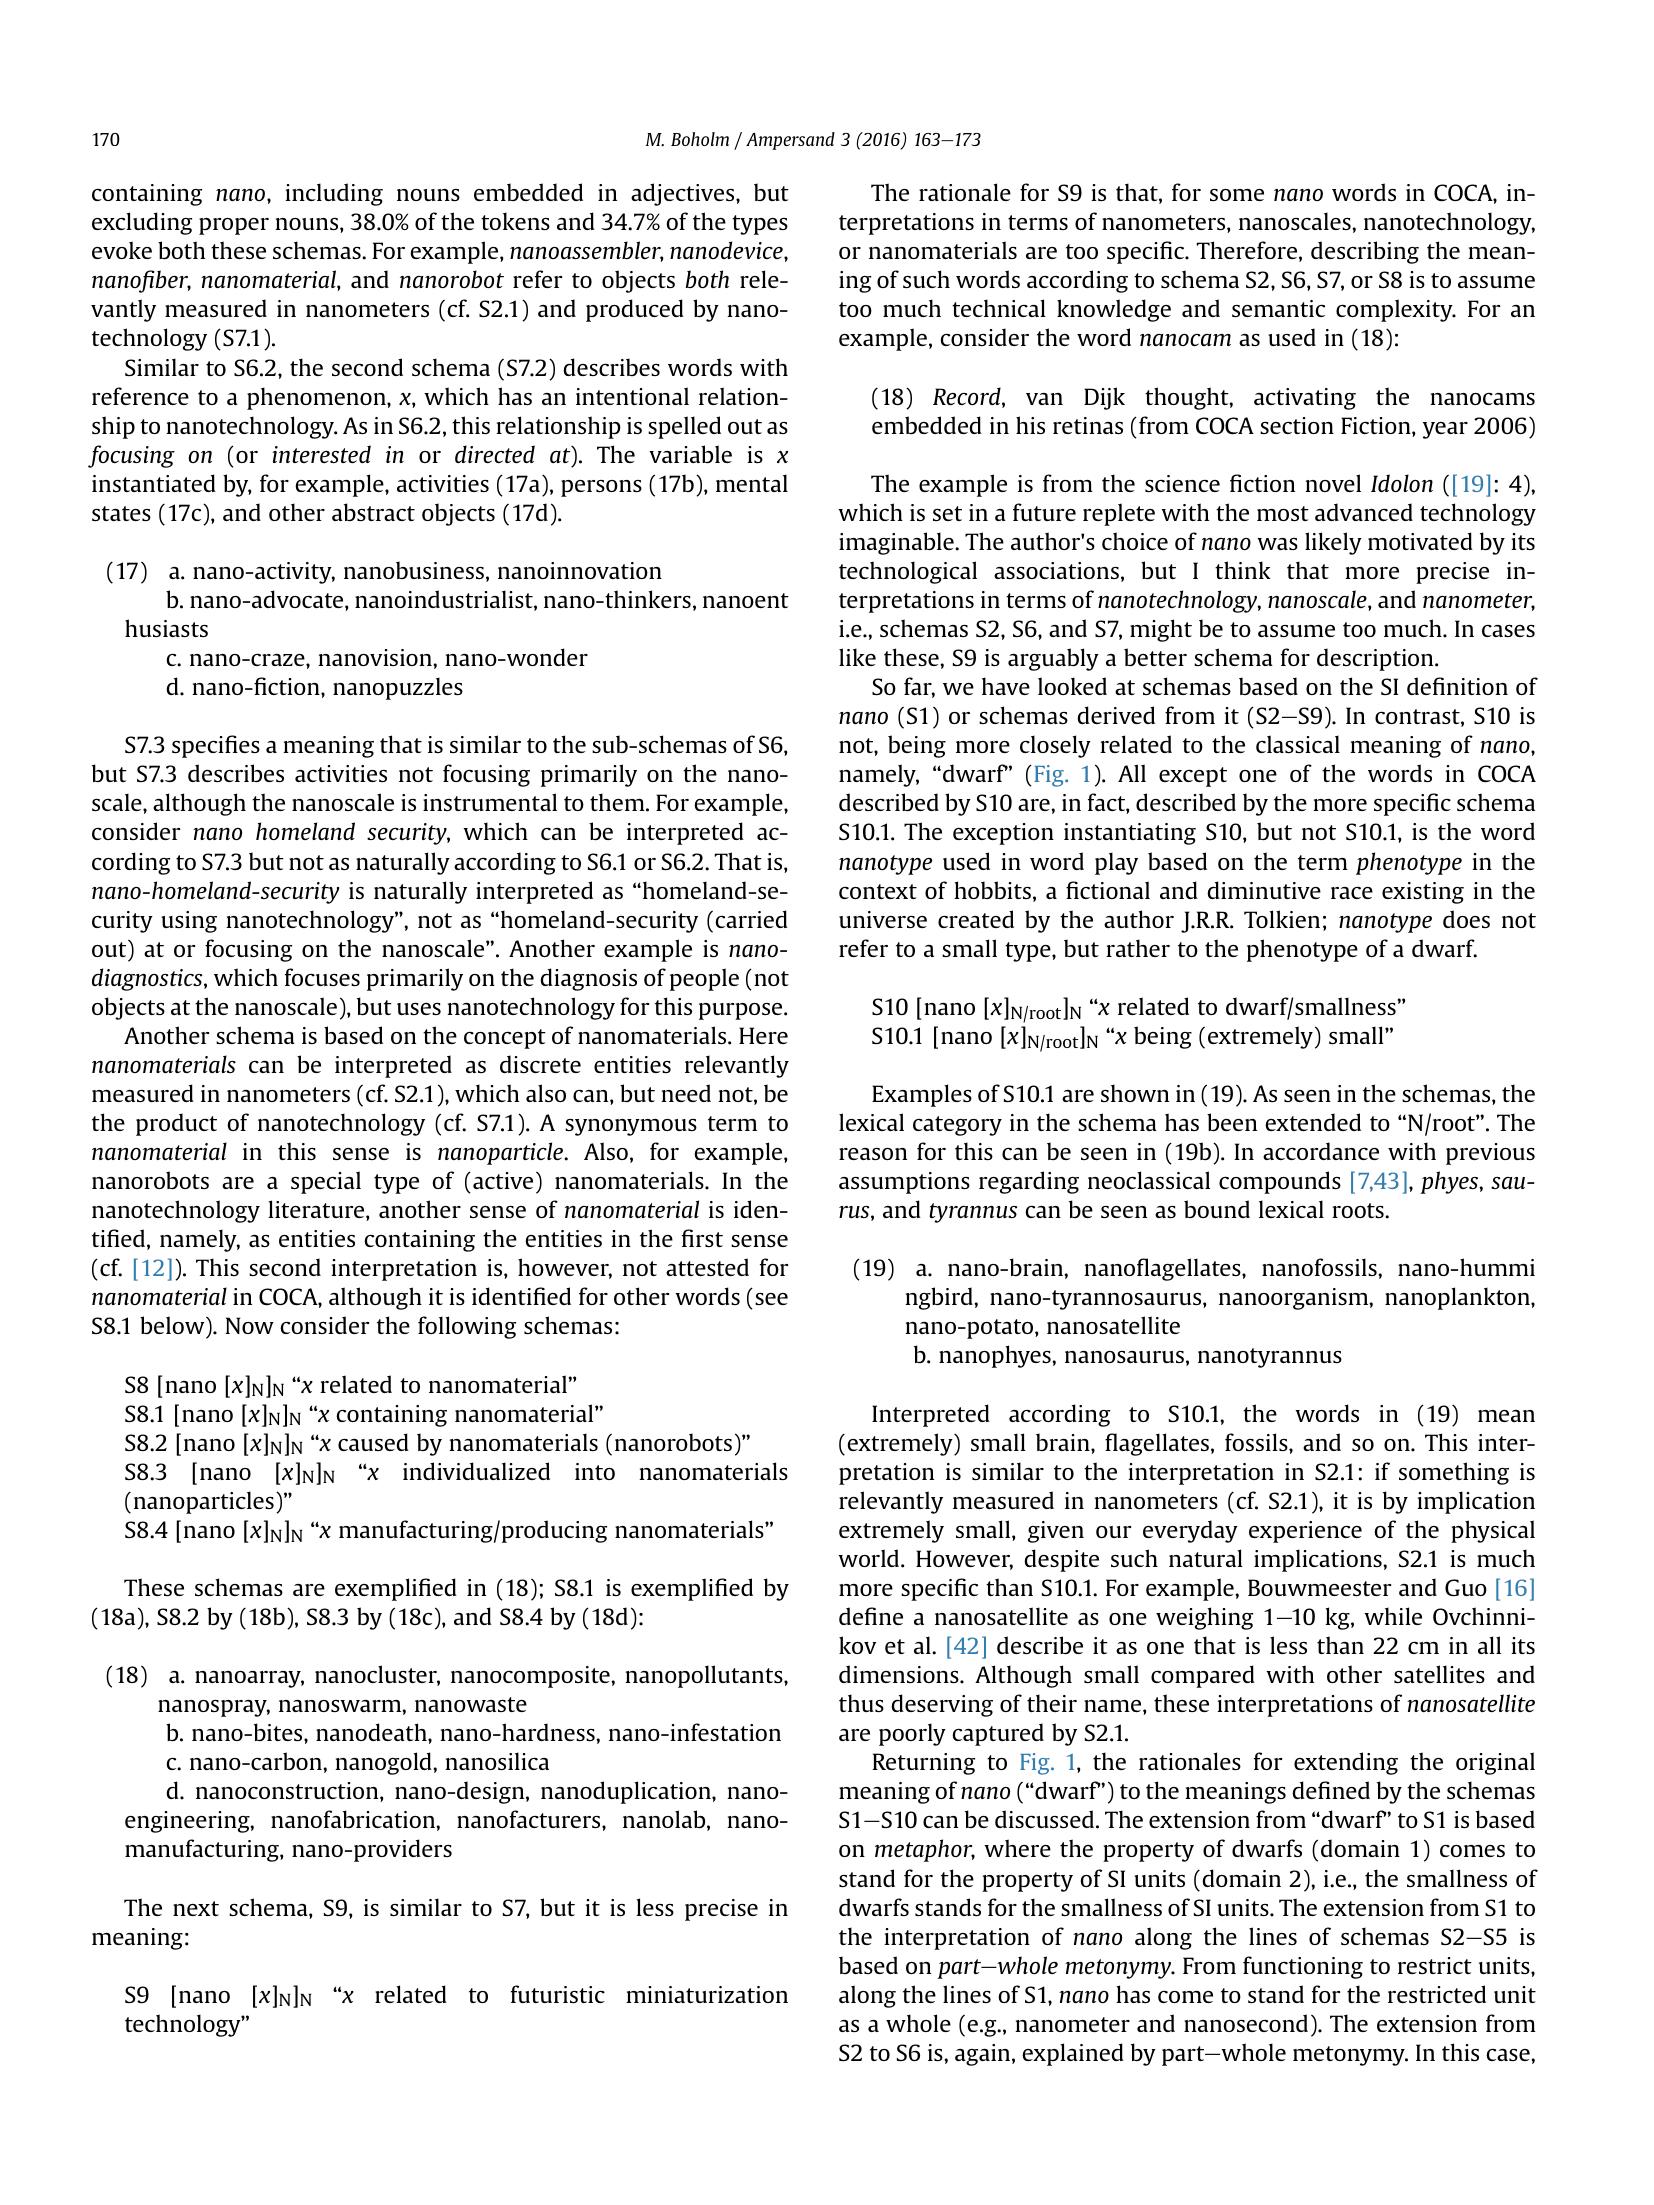 170
M. Boholm / Ampersand 3 (2016) 163–173
containing nano, including nouns embedded in adjectives, but
excluding proper nouns, 38.0% of the tokens and 34.7% of the types
evoke both these schemas. For example, nanoassembler, nanodevice,
nanofiber, nanomaterial, and nanorobot refer to objects both rele-
vantly measured in nanometers (cf. S2.1) and produced by nano-
technology (S7.1).
Similar to S6.2, the second schema (S7.2) describes words with
reference to a phenomenon, x, which has an intentional relation-
ship to nanotechnology. As in S6.2, this relationship is spelled out as
focusing on (or interested in or directed at). The variable is x
instantiated by, for example, activities (17a), persons (17b), mental
states (17c), and other abstract objects (17d).
(17) a. nano-activity, nanobusiness, nanoinnovation
b. nano-advocate, nanoindustrialist, nano-thinkers, nanoent
husiasts
c. nano-craze, nanovision, nano-wonder
d. nano-fiction, nanopuzzles
S7.3 specifies a meaning that is similar to the sub-schemas of S6,
but S7.3 describes activities not focusing primarily on the nano-
scale, although the nanoscale is instrumental to them. For example,
consider nano homeland security, which can be interpreted ac-
cording to S7.3 but not as naturally according to S6.1 or S6.2. That is,
nano-homeland-security is naturally interpreted as “homeland-se-
curity using nanotechnology”, not as “homeland-security (carried
out) at or focusing on the nanoscale”. Another example is nano-
diagnostics, which focuses primarily on the diagnosis of people (not
objects at the nanoscale), but uses nanotechnology for this purpose.
Another schema is based on the concept of nanomaterials. Here
nanomaterials can be interpreted as discrete entities relevantly
measured in nanometers (cf. S2.1), which also can, but need not, be
the product of nanotechnology (cf. S7.1). A synonymous term to
nanomaterial in this sense is nanoparticle. Also, for example,
nanorobots are a special type of (active) nanomaterials. In the
nanotechnology literature, another sense of nanomaterial is iden-
tified, namely, as entities containing the entities in the first sense
(cf. [12]). This second interpretation is, however, not attested for
nanomaterial in COCA, although it is identified for other words (see
S8.1 below). Now consider the following schemas:
S8 [nano [x]N]N “x related to nanomaterial”
S8.1 [nano [x]N]N “x containing nanomaterial”
S8.2 [nano [x]N]N “x caused by nanomaterials (nanorobots)”
S8.3 [nano [x]N]N “x individualized into nanomaterials
(nanoparticles)”
S8.4 [nano [x]N]N “x manufacturing/producing nanomaterials”
These schemas are exemplified in (18); S8.1 is exemplified by
(18a), S8.2 by (18b), S8.3 by (18c), and S8.4 by (18d):
(18) a. nanoarray, nanocluster, nanocomposite, nanopollutants,
nanospray, nanoswarm, nanowaste
b. nano-bites, nanodeath, nano-hardness, nano-infestation
c. nano-carbon, nanogold, nanosilica
d. nanoconstruction, nano-design, nanoduplication, nano-
engineering, nanofabrication, nanofacturers, nanolab, nano-
manufacturing, nano-providers
The next schema, S9, is similar to S7, but it is less precise in
meaning:
S9 [nano [x]N]N “x related to futuristic miniaturization
technology”
The rationale for S9 is that, for some nano words in COCA, in-
terpretations in terms of nanometers, nanoscales, nanotechnology,
or nanomaterials are too specific. Therefore, describing the mean-
ing of such words according to schema S2, S6, S7, or S8 is to assume
too much technical knowledge and semantic complexity. For an
example, consider the word nanocam as used in (18):
(18) Record, van Dijk thought, activating the nanocams
embedded in his retinas (from COCA section Fiction, year 2006)
The example is from the science fiction novel Idolon ([19]: 4),
which is set in a future replete with the most advanced technology
imaginable. The author's choice of nano was likely motivated by its
technological associations, but I think that more precise in-
terpretations in terms of nanotechnology, nanoscale, and nanometer,
i.e., schemas S2, S6, and S7, might be to assume too much. In cases
like these, S9 is arguably a better schema for description.
So far, we have looked at schemas based on the SI definition of
nano (S1) or schemas derived from it (S2–S9). In contrast, S10 is
not, being more closely related to the classical meaning of nano,
namely, “dwarf” (Fig. 1). All except one of the words in COCA
described by S10 are, in fact, described by the more specific schema
S10.1. The exception instantiating S10, but not S10.1, is the word
nanotype used in word play based on the term phenotype in the
context of hobbits, a fictional and diminutive race existing in the
universe created by the author J.R.R. Tolkien; nanotype does not
refer to a small type, but rather to the phenotype of a dwarf.
S10 [nano [x]N/root]N “x related to dwarf/smallness”
S10.1 [nano [x]N/root]N “x being (extremely) small”
Examples of S10.1 are shown in (19). As seen in the schemas, the
lexical category in the schema has been extended to “N/root”. The
reason for this can be seen in (19b). In accordance with previous
assumptions regarding neoclassical compounds [7,43], phyes, sau-
rus, and tyrannus can be seen as bound lexical roots.
(19) a. nano-brain, nanoflagellates, nanofossils, nano-hummi
ngbird, nano-tyrannosaurus, nanoorganism, nanoplankton,
nano-potato, nanosatellite
b. nanophyes, nanosaurus, nanotyrannus
Interpreted according to S10.1, the words in (19) mean
(extremely) small brain, flagellates, fossils, and so on. This inter-
pretation is similar to the interpretation in S2.1: if something is
relevantly measured in nanometers (cf. S2.1), it is by implication
extremely small, given our everyday experience of the physical
world. However, despite such natural implications, S2.1 is much
more specific than S10.1. For example, Bouwmeester and Guo [16]
define a nanosatellite as one weighing 1–10 kg, while Ovchinni-
kov et al. [42] describe it as one that is less than 22 cm in all its
dimensions. Although small compared with other satellites and
thus deserving of their name, these interpretations of nanosatellite
are poorly captured by S2.1.
Returning to Fig. 1, the rationales for extending the original
meaning of nano (“dwarf”) to the meanings defined by the schemas
S1–S10 can be discussed. The extension from “dwarf” to S1 is based
on metaphor, where the property of dwarfs (domain 1) comes to
stand for the property of SI units (domain 2), i.e., the smallness of
dwarfs stands for the smallness of SI units. The extension from S1 to
the interpretation of nano along the lines of schemas S2–S5 is
based on part–whole metonymy. From functioning to restrict units,
along the lines of S1, nano has come to stand for the restricted unit
as a whole (e.g., nanometer and nanosecond). The extension from
S2 to S6 is, again, explained by part–whole metonymy. In this case,